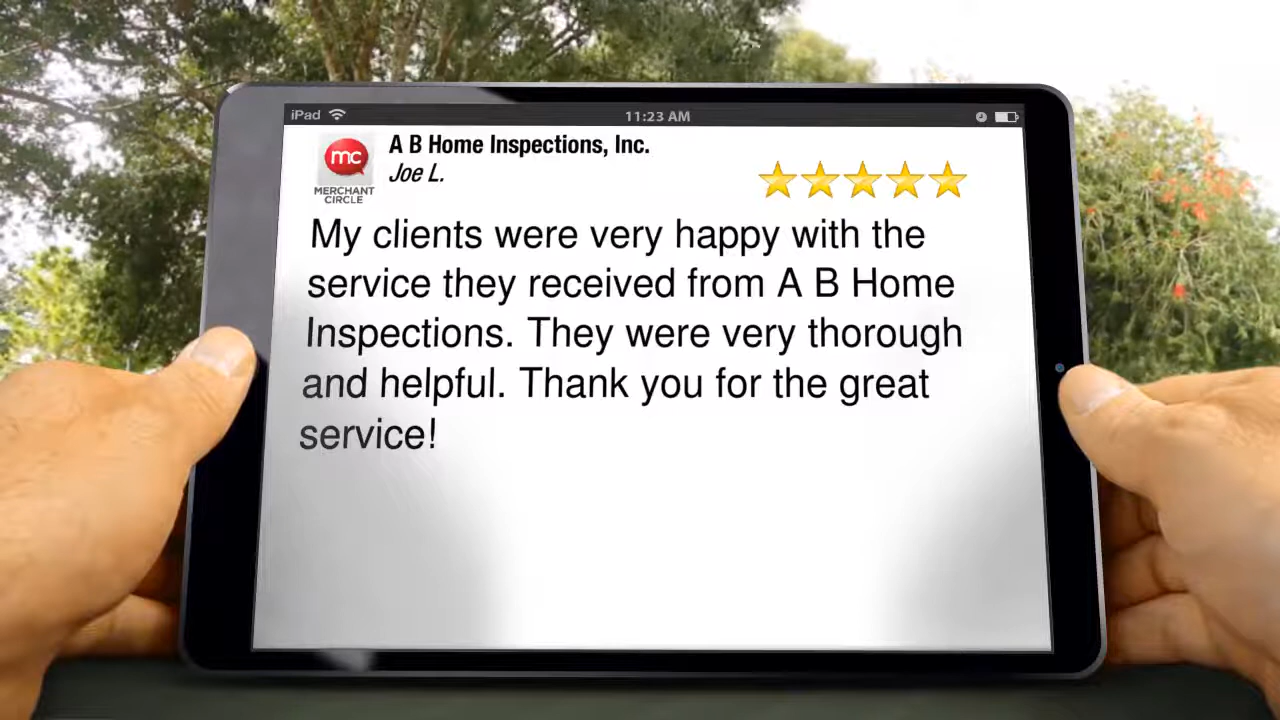 iPad 11:23 AM
A B Home Inspections, Inc.
Joe L.
mc
MERCHANT
CIRCLE
My clients were very happy with the
service they received from A B Home
Inspections. They were very thorough
and helpful. Thank you for the great
service!